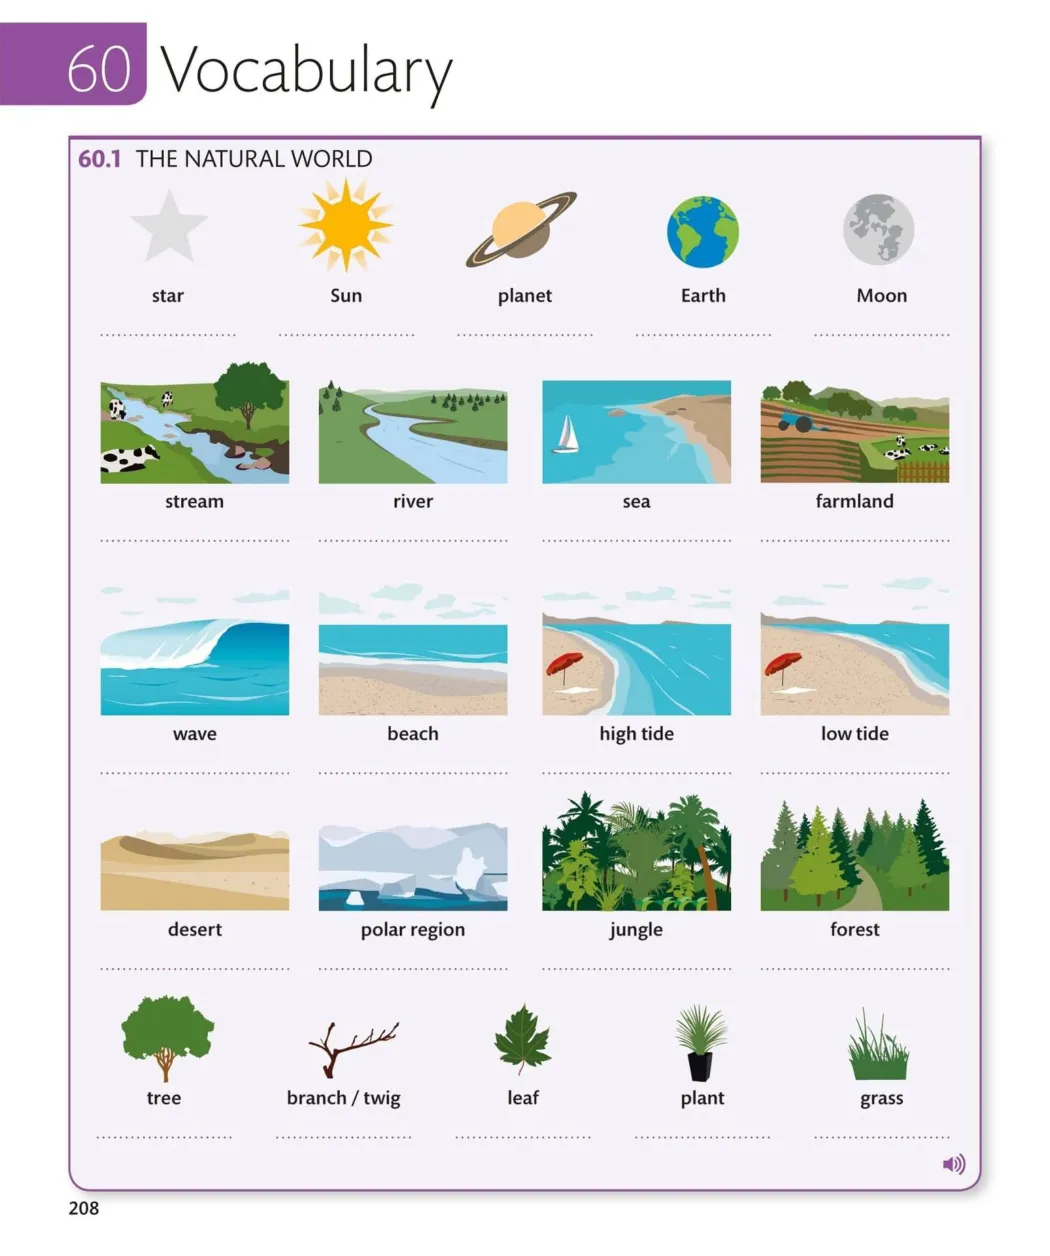 60 Vocabulary
60.1 THE NATURAL WORLD
star Sun planet Earth Moon
stream river sea farmland
wave beach high tide low tide
desert polar region jungle forest
tree branch / twig leaf plant grass
208